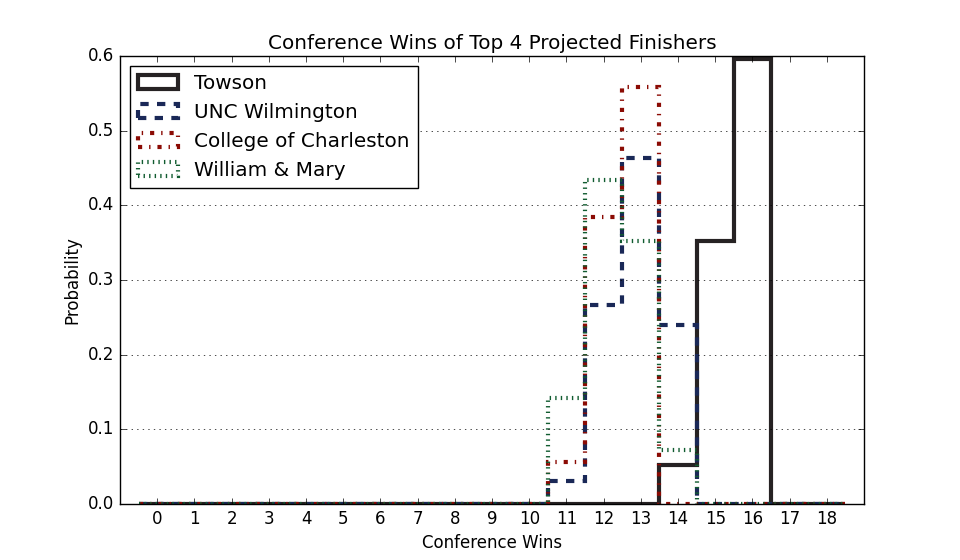 Conference Wins of Top 4 Projected Finishers
Towson
UNC Wilmington
College of Charleston
William & Mary
0.6
0.5
0.4
0.3
0.2
0.1
0.0
Probability
0 1 2 3 4 5 6 7 8 9 10 11 12 13 14 15 16 17 18
Conference Wins